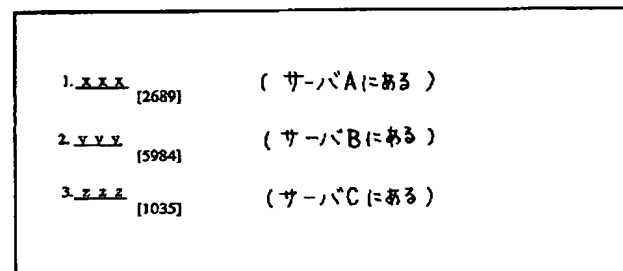 1. x x x [2689] (サーバAにある)
2. y y y [5984] (サーバBにある)
3. z z z [1035] (サーバCにある)